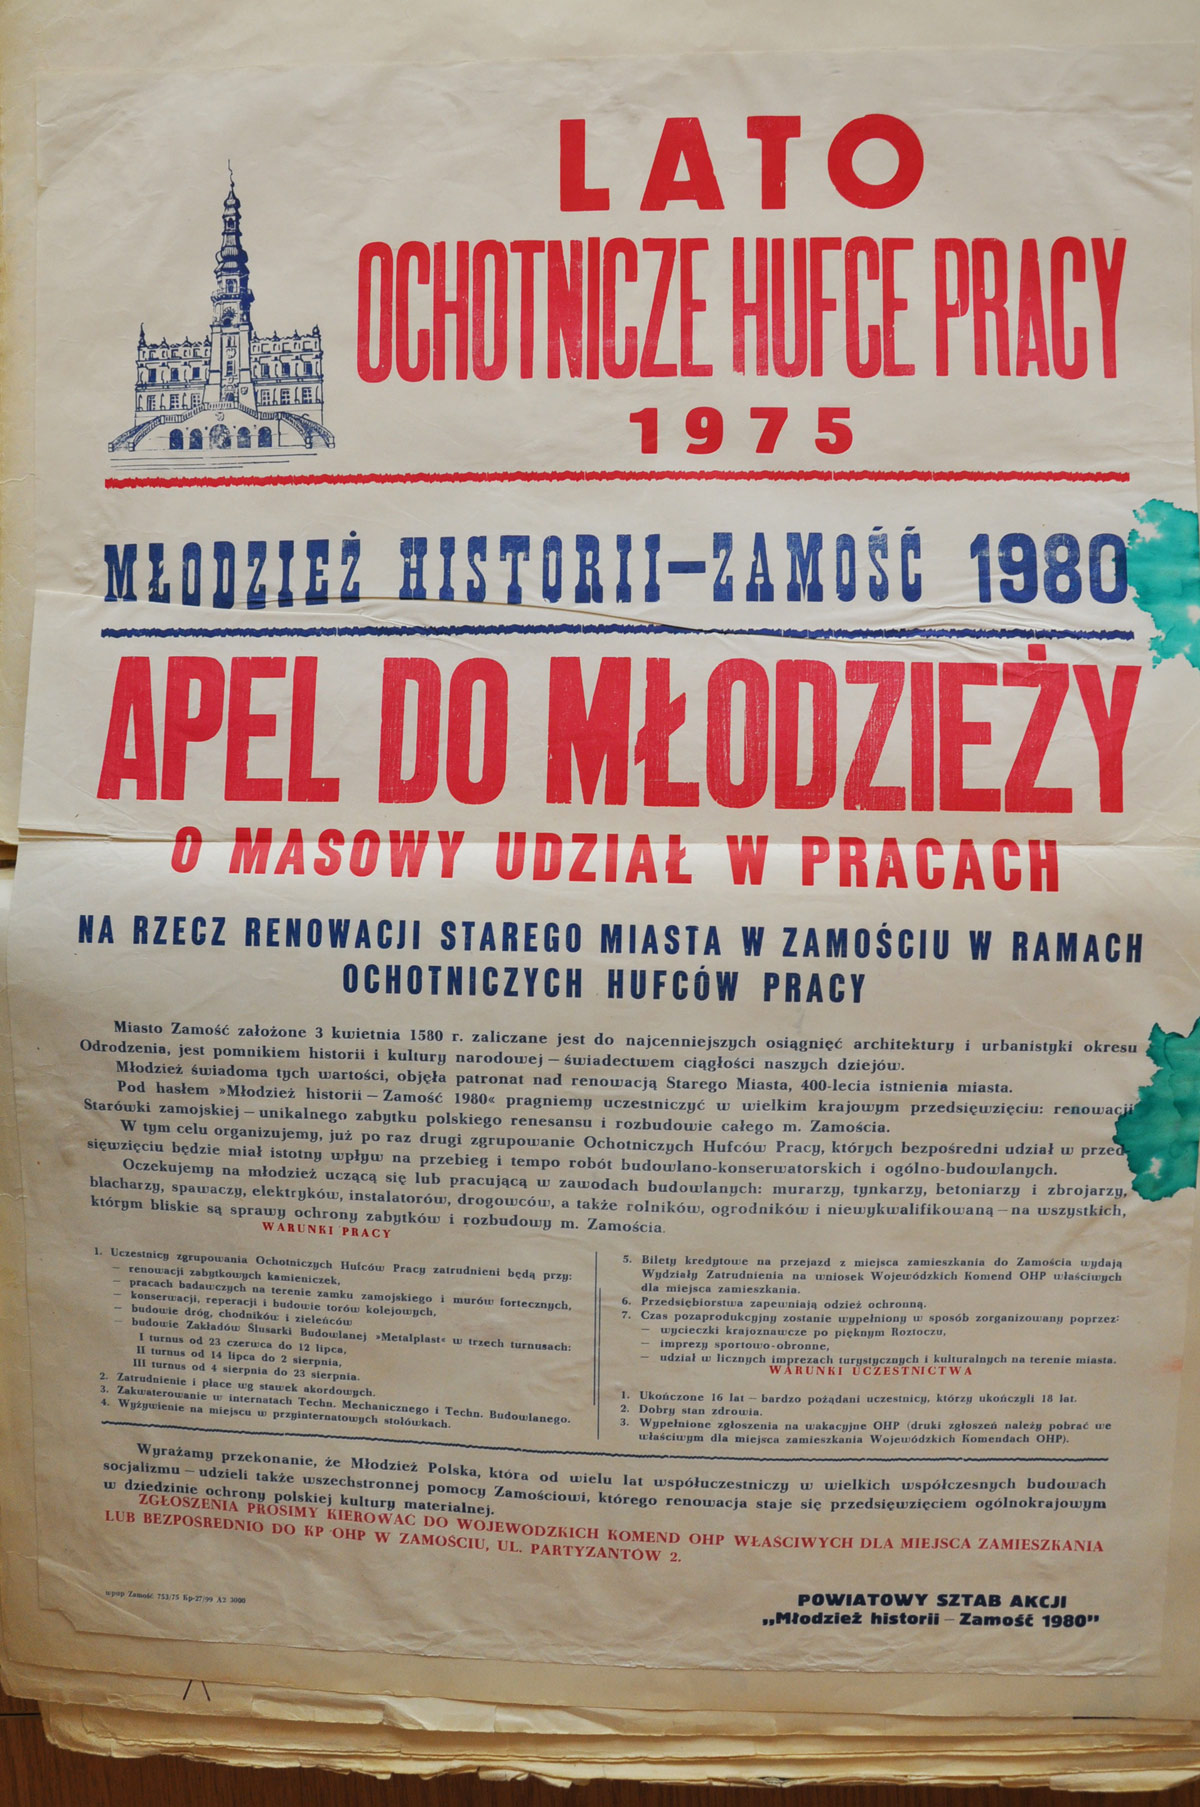 LATO
OCHOTNICZE HUFCE PRACY
1975
MŁODZIEŻ HISTORII—ZAMOŚĆ 1980
APEL DO MŁODZIEŻY
O MASOWY UDZIAŁ W PRACACH
NA RZECZ RENOWACJI STAREGO MIASTA W ZAMOŚCIU W RAMACH
OCHOTNICZYCH HUFCÓW PRACY
Miasto Zamość założone 3 kwietnia 1580 r. zaliczane jest do najcenniejszych osiągnięć architektury i urbanistyki okresu
Odrodzenia, jest pomnikiem historii i kultury narodowej — świadectwem ciągłości naszych dziejów.
Młodzież świadoma tych wartości, objęła patronat nad renowacją Starego Miasta, 400-lecia istnienia miasta.
Pod hasłem »Młodzież historii — Zamość 1980« pragniemy uczestniczyć w wielkim krajowym przedsięwzięciu: renowacji
Starówki zamojskiej — unikalnego zabytku polskiego renesansu i rozbudowie całego m. Zamościa.
W tym celu organizujemy, już po raz drugi zgrupowanie Ochotniczych Hufców Pracy, których bezpośredni udział w przed-
sięwzięciu będzie miał istotny wpływ na przebieg i tempo robót budowlano-konserwatorskich i ogólno-budowlanych.
Oczekujemy na młodzież uczącą się lub pracującą w zawodach budowlanych: murarzy, tynkarzy, betoniarzy i zbrojarzy,
blacharzy, spawaczy, elektryków, instalatorów, drogowców, a także rolników, ogrodników i niewykwalifikowaną — na wszystkich,
którym bliskie są sprawy ochrony zabytków i rozbudowy m. Zamościa.
WARUNKI PRACY
1. Uczestnicy zgrupowania Ochotniczych Hufców Pracy zatrudnieni będą przy:
— renowacji zabytkowych kamieniczek,
— pracach badawczych na terenie zamku zamojskiego i murów fortecznych,
— konserwacji, reperacji i budowie torów kolejowych,
— budowie dróg, chodników i zieleńców
— budowie Zakładów Ślusarki Budowlanej »Metalplast« w trzech turnusach:
I turnus od 23 czerwca do 12 lipca,
II turnus od 14 lipca do 2 sierpnia,
III turnus od 4 sierpnia do 23 sierpnia.
2. Zatrudnienie i płace wg stawek akordowych.
3. Zakwaterowanie w internatach Techn. Mechanicznego i Techn. Budowlanego.
4. Wyżywienie na miejscu w przyinternatowych stołówkach.
5. Bilety kredytowe na przejazd z miejsca zamieszkania do Zamościa wydają
Wydziały Zatrudnienia na wniosek Wojewódzkich Komend OHP właściwych
dla miejsca zamieszkania.
6. Przedsiębiorstwa zapewniają odzież ochronną.
7. Czas pozaprodukcyjny zostanie wypełniony w sposób zorganizowany poprzez:
— wycieczki krajoznawcze po pięknym Roztoczu,
— imprezy sportowo-obronne,
— udział w licznych imprezach turystycznych i kulturalnych na terenie miasta.
WARUNKI UCZESTNICTWA
1. Ukończone 16 lat — bardzo pożądani uczestnicy, którzy ukończyli 18 lat.
2. Dobry stan zdrowia.
3. Wypełnione zgłoszenia na wakacyjne OHP (druki zgłoszeń należy pobrać we
właściwym dla miejsca zamieszkania Wojewódzkich Komendach OHP).
Wyrażamy przekonanie, że Młodzież Polska, która od wielu lat współuczestniczy w wielkich współczesnych budowach
socjalizmu — udzieli także wszechstronnej pomocy Zamościowi, którego renowacja staje się przedsięwzięciem ogólnokrajowym
w dziedzinie ochrony polskiej kultury materialnej.
ZGŁOSZENIA PROSIMY KIEROWAĆ DO WOJEWODZKICH KOMEND OHP WŁAŚCIWYCH DLA MIEJSCA ZAMIESZKANIA
LUB BEZPOŚREDNIO DO KP OHP W ZAMOŚCIU, UL. PARTYZANTÓW 2.
wpnp Zamość 753/75 Kp-27/99 A2 3000
POWIATOWY SZTAB AKCJI
„Młodzież historii — Zamość 1980"